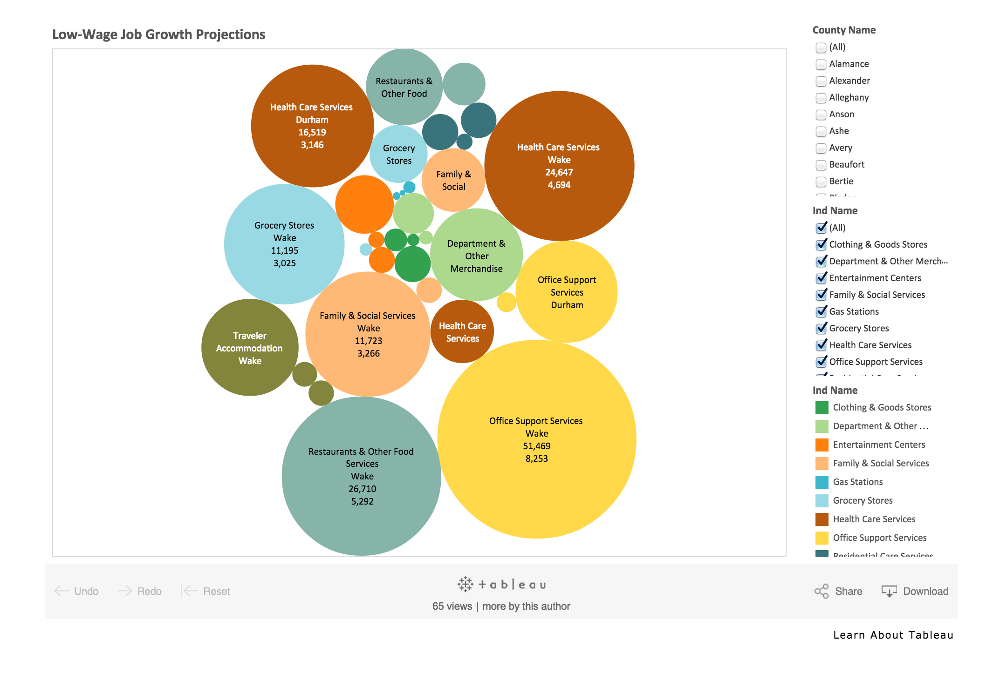 Low-Wage Job Growth Projections
Restaurants &
Other Food
Health Care Services
Durham
16,519
3,146
Grocery
Stores
Health Care Services
Wake
24,647
4,694
Family &
Social
Grocery Stores
Wake
11,195
3,025
Department &
Other
Merchandise
Office Support
Services
Durham
Family & Social Services
Wake
11,723
3,266
Health Care
Services
Traveler
Accommodation
Wake
Office Support Services
Wake
51,469
8,253
Restaurants & Other Food
Services
Wake
26,710
5,292
County Name
(All)
Alamance
Alexander
Alleghany
Anson
Ashe
Avery
Beaufort
Bertie
Ind Name
(All)
Clothing & Goods Stores
Department & Other Merch...
Entertainment Centers
Family & Social Services
Gas Stations
Grocery Stores
Health Care Services
Office Support Services
Ind Name
Clothing & Goods Stores
Department & Other ...
Entertainment Centers
Family & Social Services
Gas Stations
Grocery Stores
Health Care Services
Office Support Services
Residential Care Services
Undo
Redo
Reset
tableau
65 views | more by this author
Share
Download
Learn About Tableau